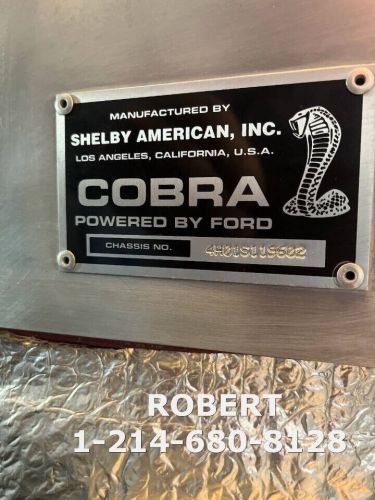 MANUFACTURED BY
SHELBY AMERICAN, INC.
LOS ANGELES, CALIFORNIA, U.S.A.
COBRA
POWERED BY FORD
CHASSIS NO. 4H01S119602
ROBERT
1-214-680-8128